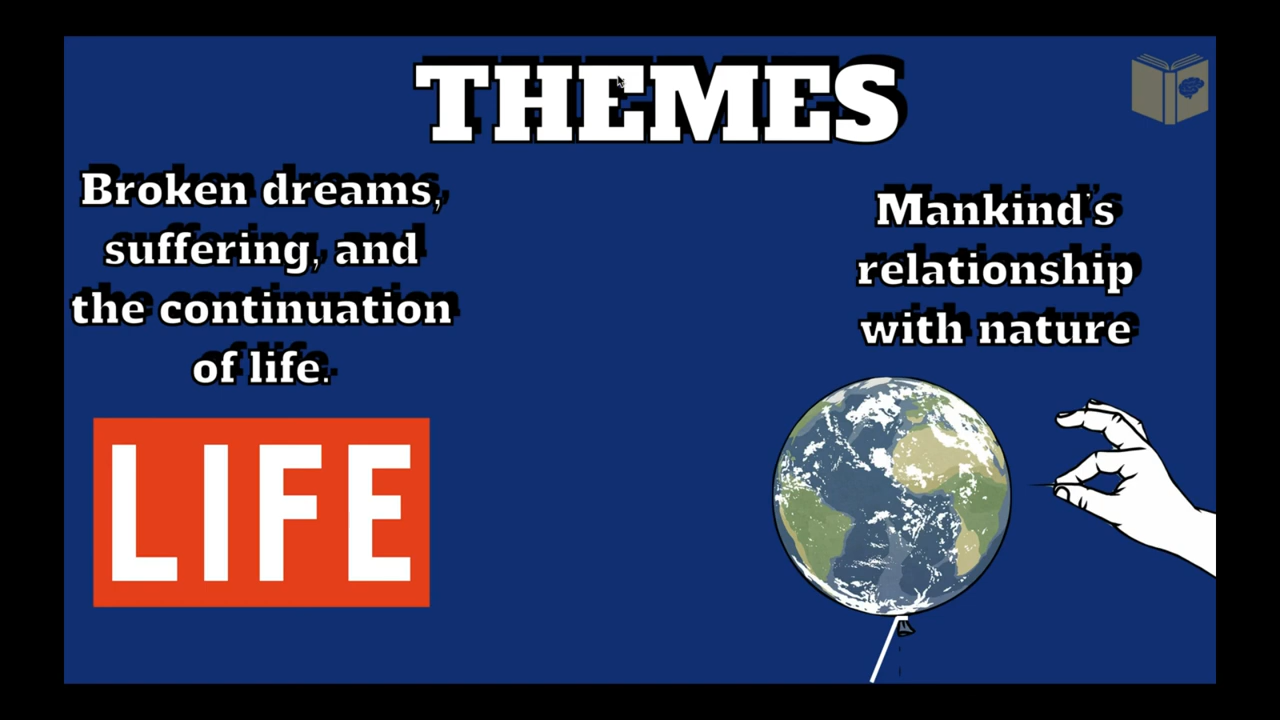 THEMES
Broken dreams,
suffering, and
the continuation
of life.
LIFE
Mankind's
relationship
with nature